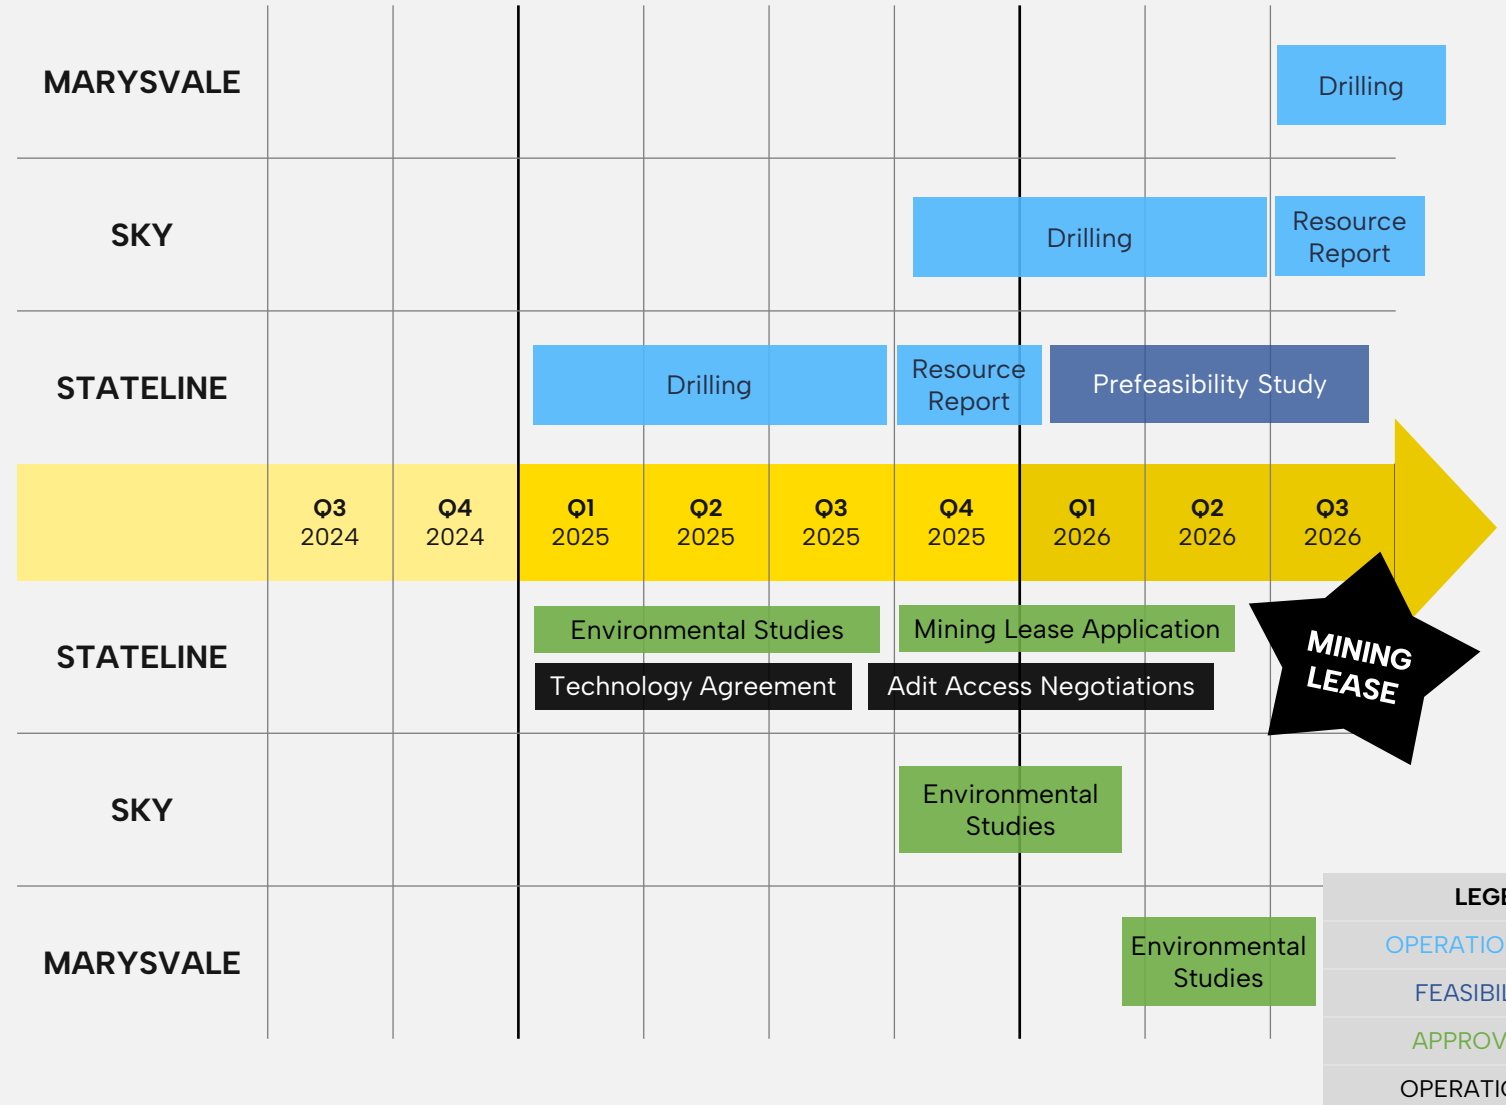 MARYSVALE
Drilling
SKY
Drilling
Resource
Report
STATELINE
Drilling
Resource
Report
Prefeasibility Study
Q3
2024
Q4
2024
Q1
2025
Q2
2025
Q3
2025
Q4
2025
Q1
2026
Q2
2026
Q3
2026
STATELINE
Environmental Studies
Mining Lease Application
Technology Agreement
Adit Access Negotiations
MINING
LEASE
SKY
Environmental
Studies
MARYSVALE
Environmental
Studies